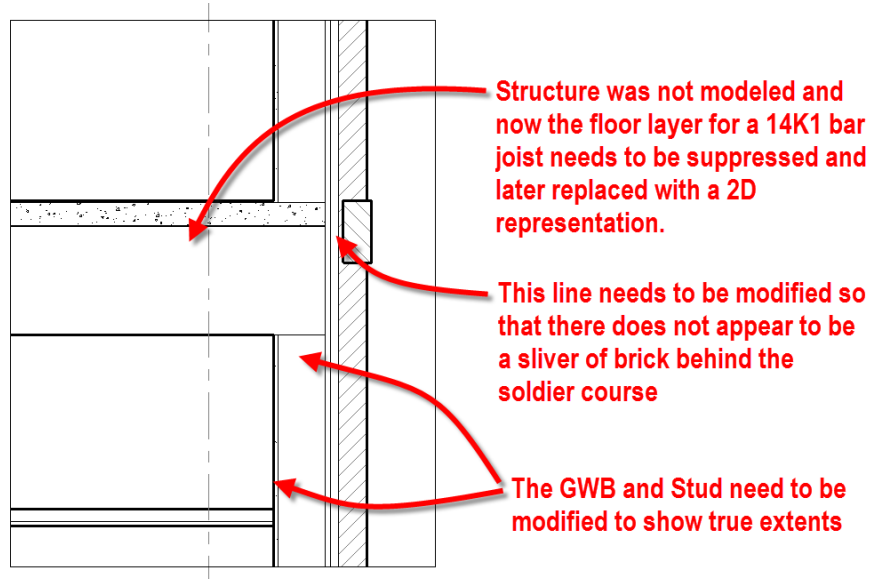 Structure was not modeled and
now the floor layer for a 14K1 bar
joist needs to be suppressed and
later replaced with a 2D
representation.
This line needs to be modified so
that there does not appear to be
a sliver of brick behind the
soldier course
The GWB and Stud need to be
modified to show true extents